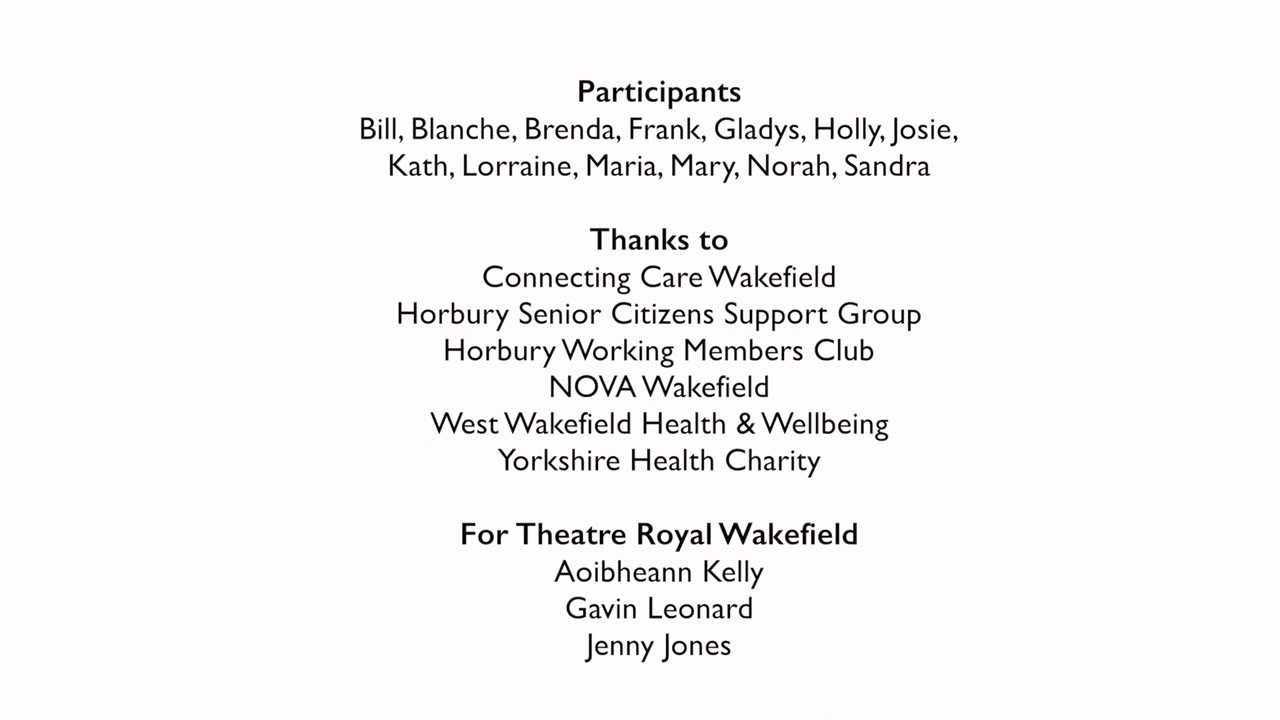 Participants
Bill, Blanche, Brenda, Frank, Gladys, Holly, Josie,
Kath, Lorraine, Maria, Mary, Norah, Sandra
Thanks to
Connecting Care Wakefield
Horbury Senior Citizens Support Group
Horbury Working Members Club
NOVA Wakefield
West Wakefield Health & Wellbeing
Yorkshire Health Charity
For Theatre Royal Wakefield
Aoibheann Kelly
Gavin Leonard
Jenny Jones